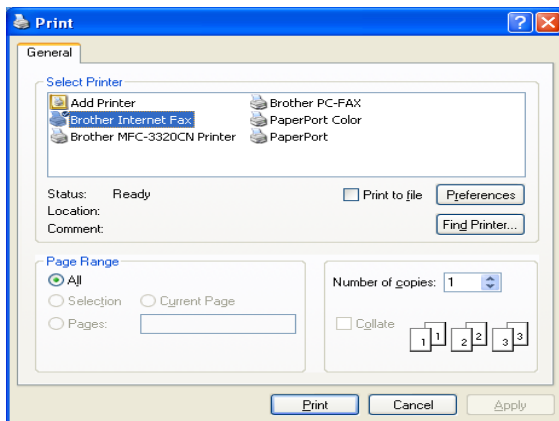 Print
General
Select Printer
Add Printer
Brother PC-FAX
Brother Internet Fax
PaperPort Color
Brother MFC-3320CN Printer
PaperPort
Status: Ready
Print to file
Preferences
Location:
Comment:
Find Printer...
Page Range
All
Number of copies: 1
Selection
Current Page
Pages:
Collate
1 1 2 2 3 3
Print
Cancel
Apply